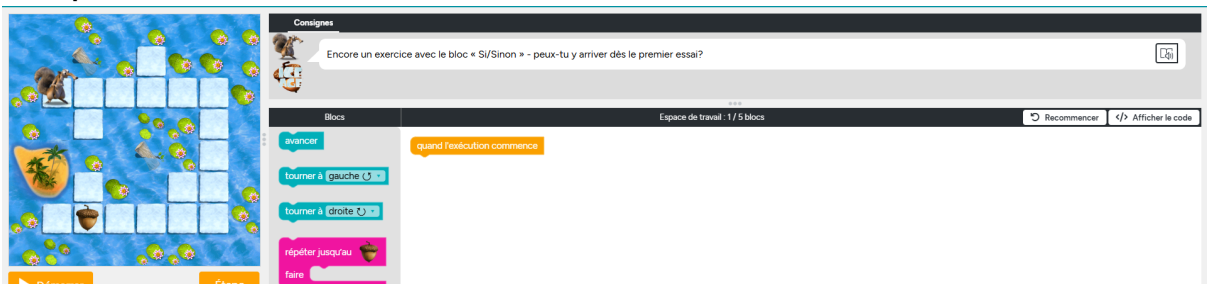 Consignes
Encore un exercice avec le bloc « Si/Sinon » - peux-tu y arriver dès le premier essai?
Blocs
Espace de travail : 1 / 5 blocs
Recommencer
</> Afficher le code
avancer
quand l'exécution commence
tourner à gauche
tourner à droite
répéter jusqu'au
faire